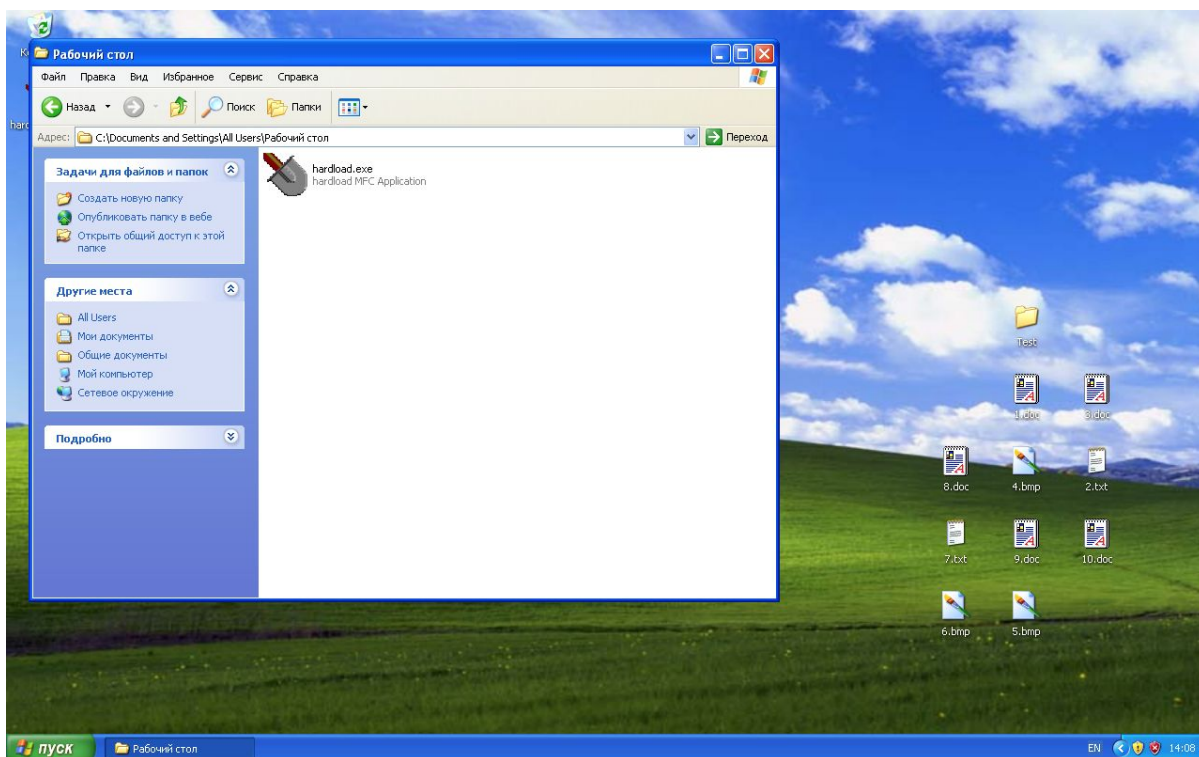 Рабочий стол
Файл Правка Вид Избранное Сервис Справка
Назад Поиск Папки
Адрес: C:\Documents and Settings\All Users\Рабочий стол Переход
Задачи для файлов и папок
Создать новую папку
Опубликовать папку в вебе
Открыть общий доступ к этой
папке
Другие места
All Users
Мои документы
Общие документы
Мой компьютер
Сетевое окружение
Подробно
hardload.exe
hardload MFC Application
Test
1.doc 3.doc
8.doc 4.bmp 2.txt
7.txt 9.doc 10.doc
6.bmp 5.bmp
пуск Рабочий стол EN 14:08